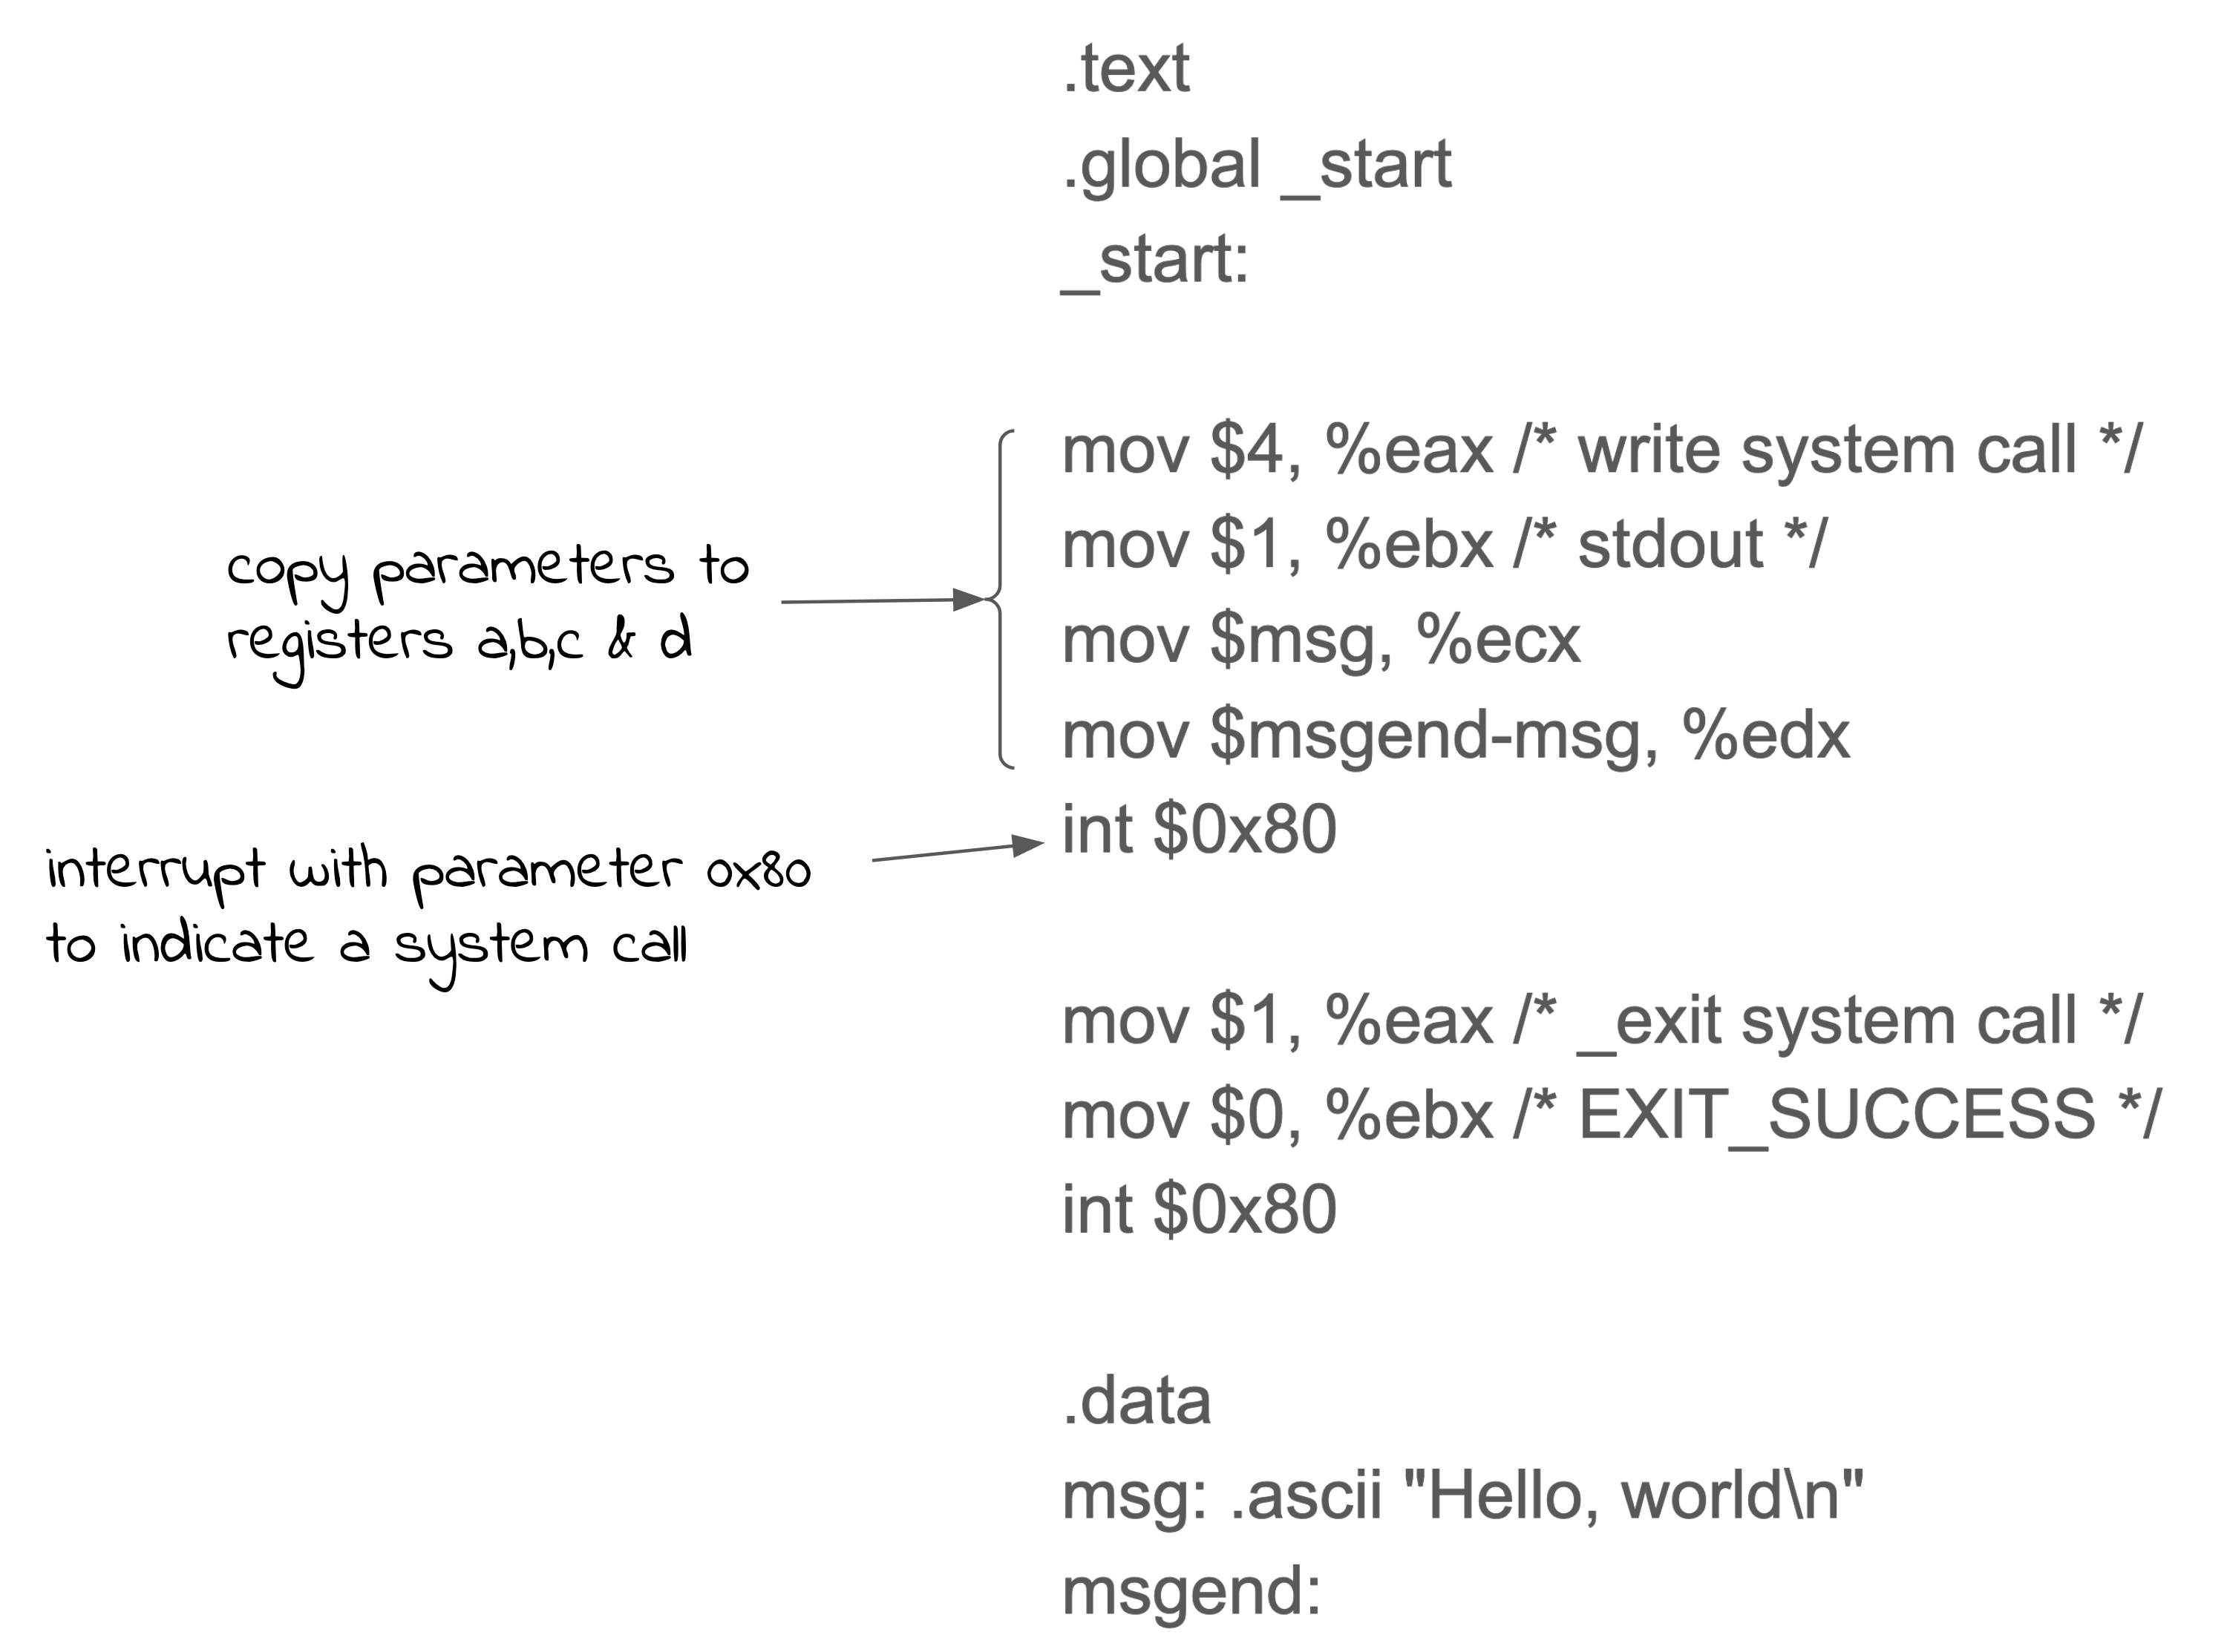 .text
.global _start
_start:
mov $4, %eax /* write system call */
mov $1, %ebx /* stdout */
copy parameters to
registers a,b,c & d
mov $msg, %ecx
mov $msgend-msg, %edx
int $0x80
interrupt with parameter 0x80
to indicate a system call
mov $1, %eax /* _exit system call */
mov $0, %ebx /* EXIT_SUCCESS */
int $0x80
.data
msg: .ascii "Hello, world\n"
msgend: